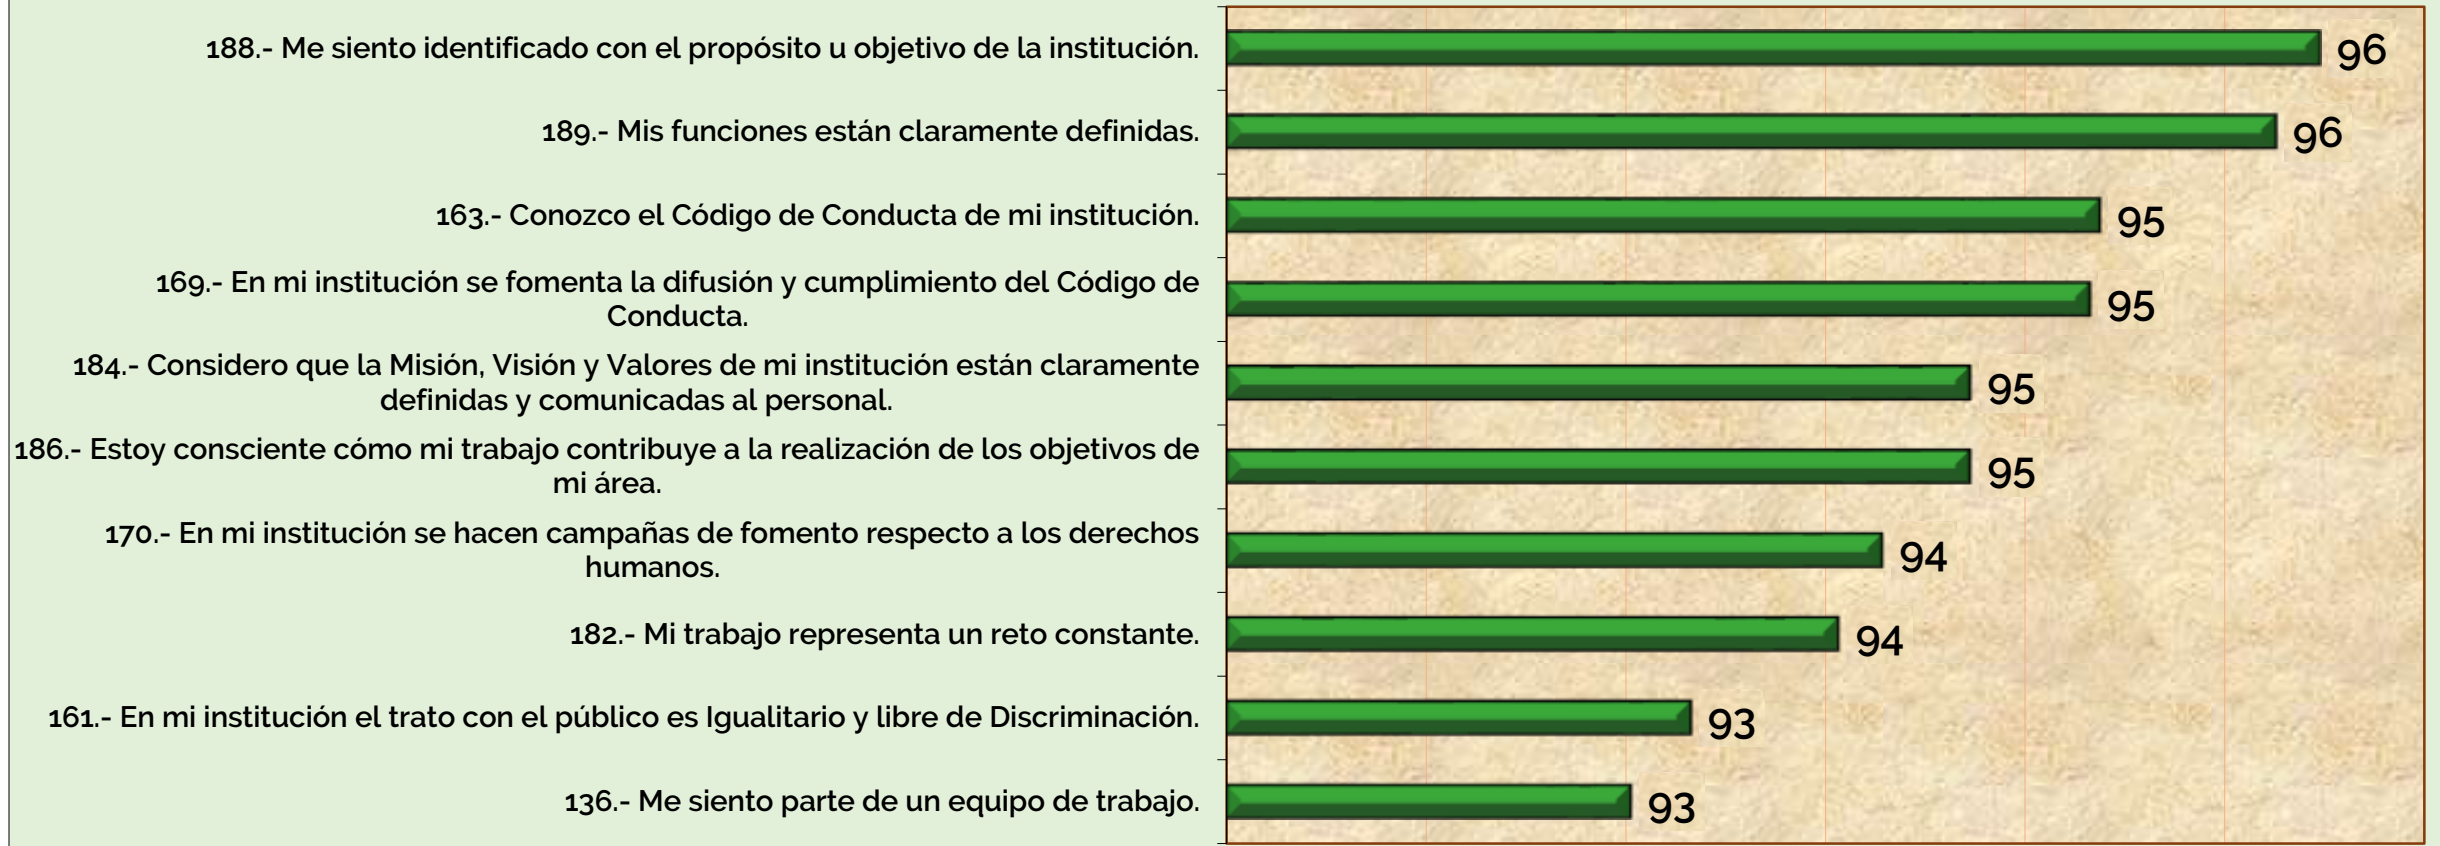 188.- Me siento identificado con el propósito u objetivo de la institución.
96
189.- Mis funciones están claramente definidas.
96
163.- Conozco el Código de Conducta de mi institución.
95
169.- En mi institución se fomenta la difusión y cumplimiento del Código de
Conducta.
95
184.- Considero que la Misión, Visión y Valores de mi institución están claramente
definidas y comunicadas al personal.
95
186.- Estoy consciente cómo mi trabajo contribuye a la realización de los objetivos de
mi área.
95
170.- En mi institución se hacen campañas de fomento respecto a los derechos
humanos.
94
182.- Mi trabajo representa un reto constante.
94
161.- En mi institución el trato con el público es Igualitario y libre de Discriminación.
93
136.- Me siento parte de un equipo de trabajo.
93